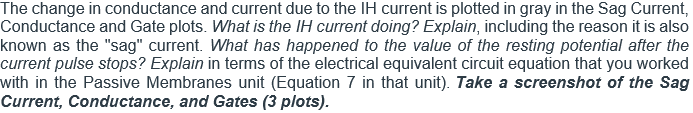 The change in conductance and current due to the IH current is plotted in gray in the Sag Current,
Conductance and Gate plots. What is the IH current doing? Explain, including the reason it is also
known as the "sag" current. What has happened to the value of the resting potential after the
current pulse stops? Explain in terms of the electrical equivalent circuit equation that you worked
with in the Passive Membranes unit (Equation 7 in that unit). Take a screenshot of the Sag
Current, Conductance, and Gates (3 plots).